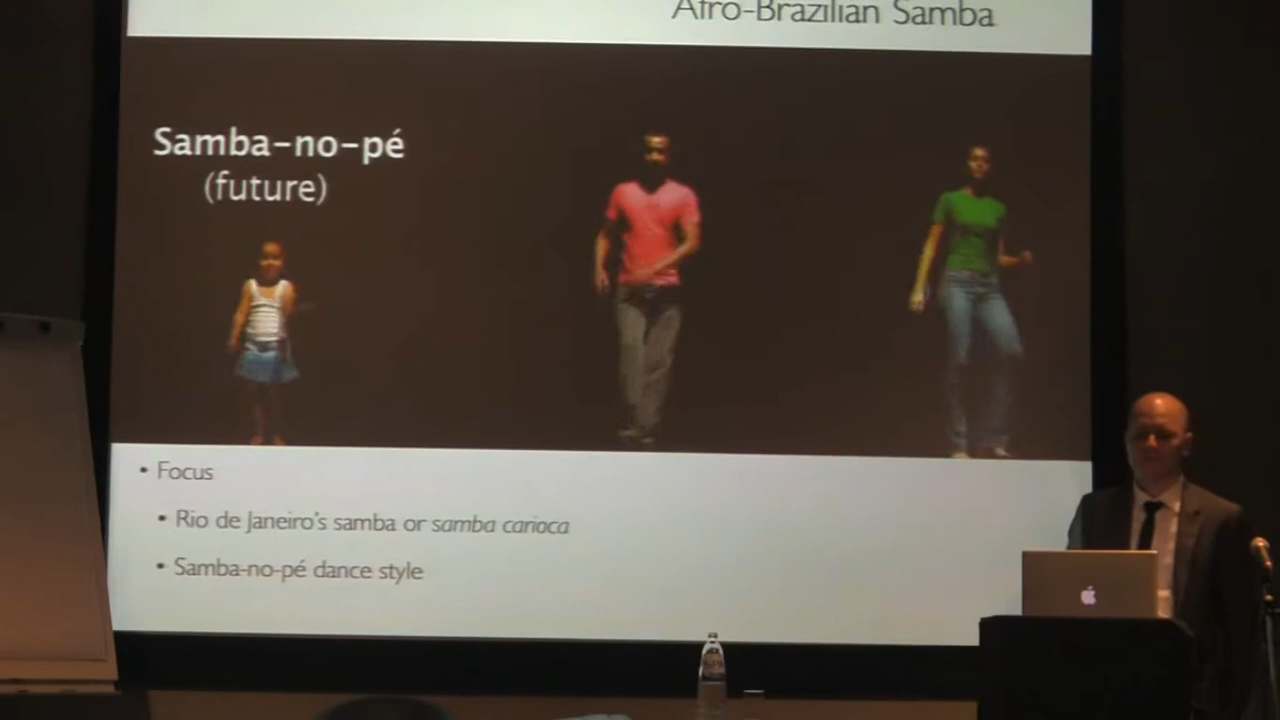 Afro-Brazilian Samba
Samba-no-pé
(future)
• Focus
• Rio de Janeiro's samba or samba carioca
• Samba-no-pé dance style